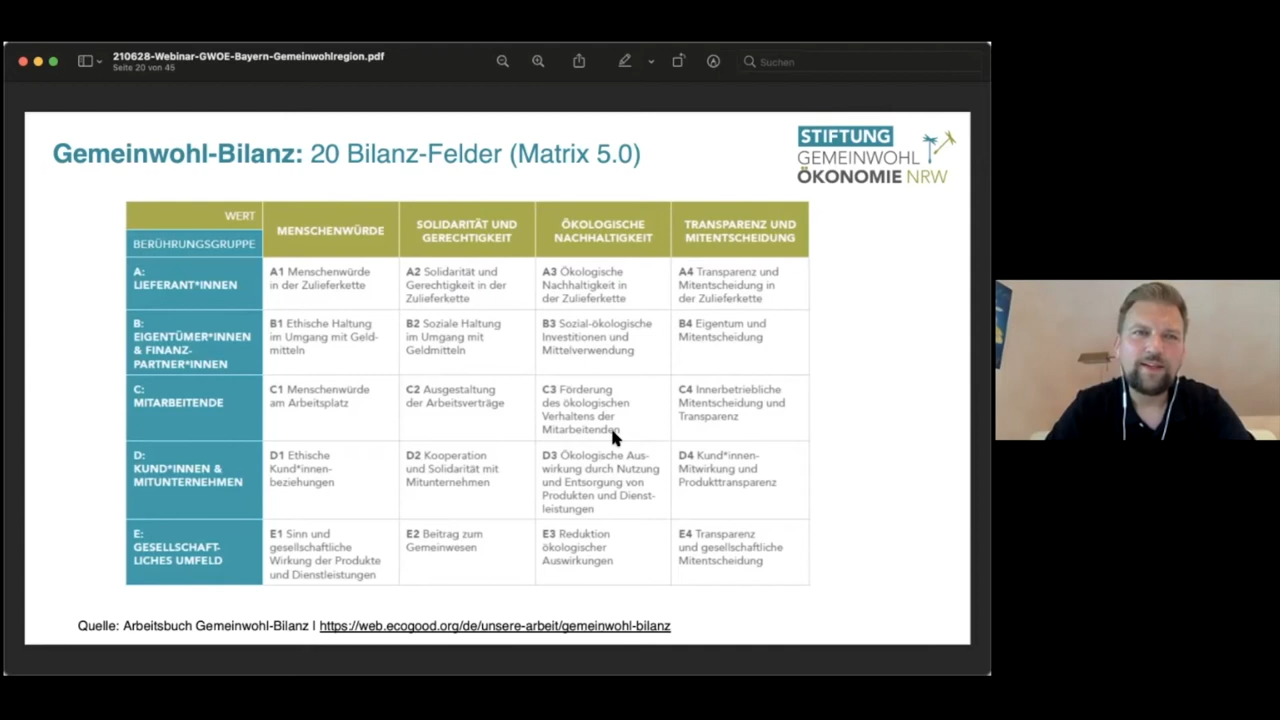 210628-Webinar-GWOE-Bayern-Gemeinwohlregion.pdf
Seite 20 von 45
Suchen
Gemeinwohl-Bilanz: 20 Bilanz-Felder (Matrix 5.0)
STIFTUNG
GEMEINWOHL
ÖKONOMIE NRW
WERT
BERÜHRUNGSGRUPPE
MENSCHENWÜRDE
SOLIDARITÄT UND
GERECHTIGKEIT
ÖKOLOGISCHE
NACHHALTIGKEIT
TRANSPARENZ UND
MITENTSCHEIDUNG
A:
LIEFERANT*INNEN
A1 Menschenwürde
in der Zulieferkette
A2 Solidarität und
Gerechtigkeit in der
Zulieferkette
A3 Ökologische
Nachhaltigkeit in
der Zulieferkette
A4 Transparenz und
Mitentscheidung in
der Zulieferkette
B:
EIGENTÜMER*INNEN
& FINANZ-
PARTNER*INNEN
B1 Ethische Haltung
im Umgang mit Geld-
mitteln
B2 Soziale Haltung
im Umgang mit
Geldmitteln
B3 Sozial-ökologische
Investitionen und
Mittelverwendung
B4 Eigentum und
Mitentscheidung
C:
MITARBEITENDE
C1 Menschenwürde
am Arbeitsplatz
C2 Ausgestaltung
der Arbeitsverträge
C3 Förderung
des ökologischen
Verhaltens der
Mitarbeitenden
C4 Innerbetriebliche
Mitentscheidung und
Transparenz
D:
KUND*INNEN &
MITUNTERNEHMEN
D1 Ethische
Kund*innen-
beziehungen
D2 Kooperation
und Solidarität mit
Mitunternehmen
D3 Ökologische Aus-
wirkung durch Nutzung
und Entsorgung von
Produkten und Dienst-
leistungen
D4 Kund*innen-
Mitwirkung und
Produkttransparenz
E:
GESELLSCHAFT-
LICHES UMFELD
E1 Sinn und
gesellschaftliche
Wirkung der Produkte
und Dienstleistungen
E2 Beitrag zum
Gemeinwesen
E3 Reduktion
ökologischer
Auswirkungen
E4 Transparenz
und gesellschaftliche
Mitentscheidung
Quelle: Arbeitsbuch Gemeinwohl-Bilanz I https://web.ecogood.org/de/unsere-arbeit/gemeinwohl-bilanz